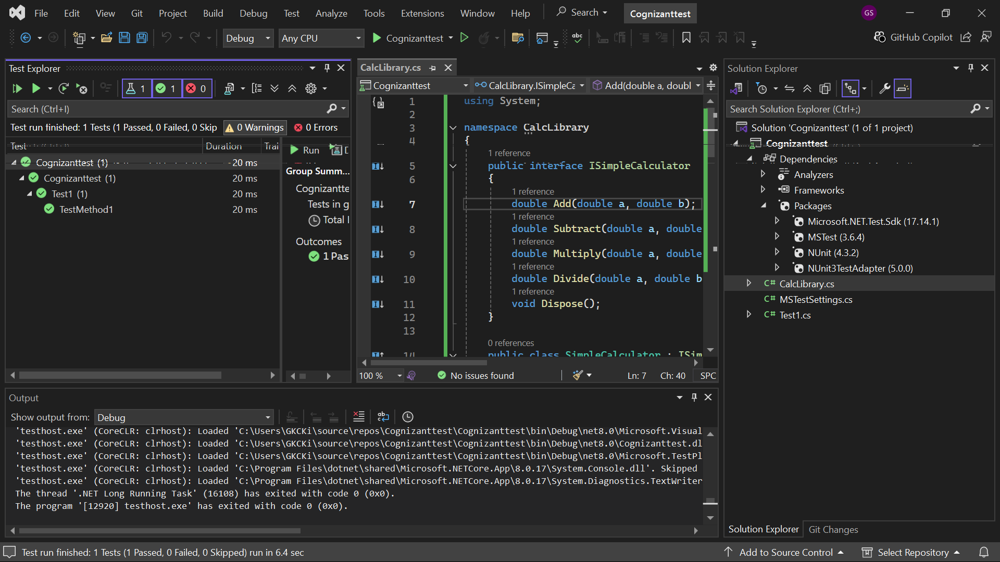 File Edit View Git Project Build Debug Test Analyze Tools Extensions Window Help Search Cognizanttest GS
Debug Any CPU Cognizanttest abc GitHub Copilot
Test Explorer
1 1 0
Search (Ctrl+I)
Test run finished: 1 Tests (1 Passed, 0 Failed, 0 Skip 0 Warnings 0 Errors
Test Duration Trai
Cognizanttest (1) 20 ms
Cognizanttest (1) 20 ms
Test1 (1) 20 ms
TestMethod1 20 ms
Run D
Group Summ...
Cognizantte
Tests in g
Total
Outcomes
1 Pas
CalcLibrary.cs
Cognizanttest CalcLibrary.ISimpleCa Add(double a, doubl
1 using System;
2
3 namespace CalcLibrary
4 {
1 reference
5 public interface ISimpleCalculator
6 {
1 reference
7 double Add(double a, double b);
1 reference
8 double Subtract(double a, double
1 reference
9 double Multiply(double a, double
1 reference
10 double Divide(double a, double b
1 reference
11 void Dispose();
12 }
13
0 references
14 public class SimpleCalculator : ISim
100 % No issues found Ln: 7 Ch: 40 SPC
Output
Show output from: Debug
'testhost.exe' (CoreCLR: clrhost): Loaded 'C:\Users\GKCKi\source\repos\Cognizanttest\Cognizanttest\bin\Debug\net8.0\Microsoft.Visual
'testhost.exe' (CoreCLR: clrhost): Loaded 'C:\Users\GKCKi\source\repos\Cognizanttest\Cognizanttest\bin\Debug\net8.0\Cognizanttest.dl
'testhost.exe' (CoreCLR: clrhost): Loaded 'C:\Users\GKCKi\source\repos\Cognizanttest\Cognizanttest\bin\Debug\net8.0\Microsoft.TestPl
'testhost.exe' (CoreCLR: clrhost): Loaded 'C:\Program Files\dotnet\shared\Microsoft.NETCore.App\8.0.17\System.Console.dll'. Skipped
'testhost.exe' (CoreCLR: clrhost): Loaded 'C:\Program Files\dotnet\shared\Microsoft.NETCore.App\8.0.17\System.Diagnostics.TextWriter
The thread '.NET Long Running Task' (16108) has exited with code 0 (0x0).
The program '[12920] testhost.exe' has exited with code 0 (0x0).
Solution Explorer
Search Solution Explorer (Ctrl+;)
Solution 'Cognizanttest' (1 of 1 project)
Cognizanttest
Dependencies
Analyzers
Frameworks
Packages
Microsoft.NET.Test.Sdk (17.14.1)
MSTest (3.6.4)
NUnit (4.3.2)
NUnit3TestAdapter (5.0.0)
C# CalcLibrary.cs
C# MSTestSettings.cs
C# Test1.cs
Solution Explorer Git Changes
Test run finished: 1 Tests (1 Passed, 0 Failed, 0 Skipped) run in 6.4 sec Add to Source Control Select Repository